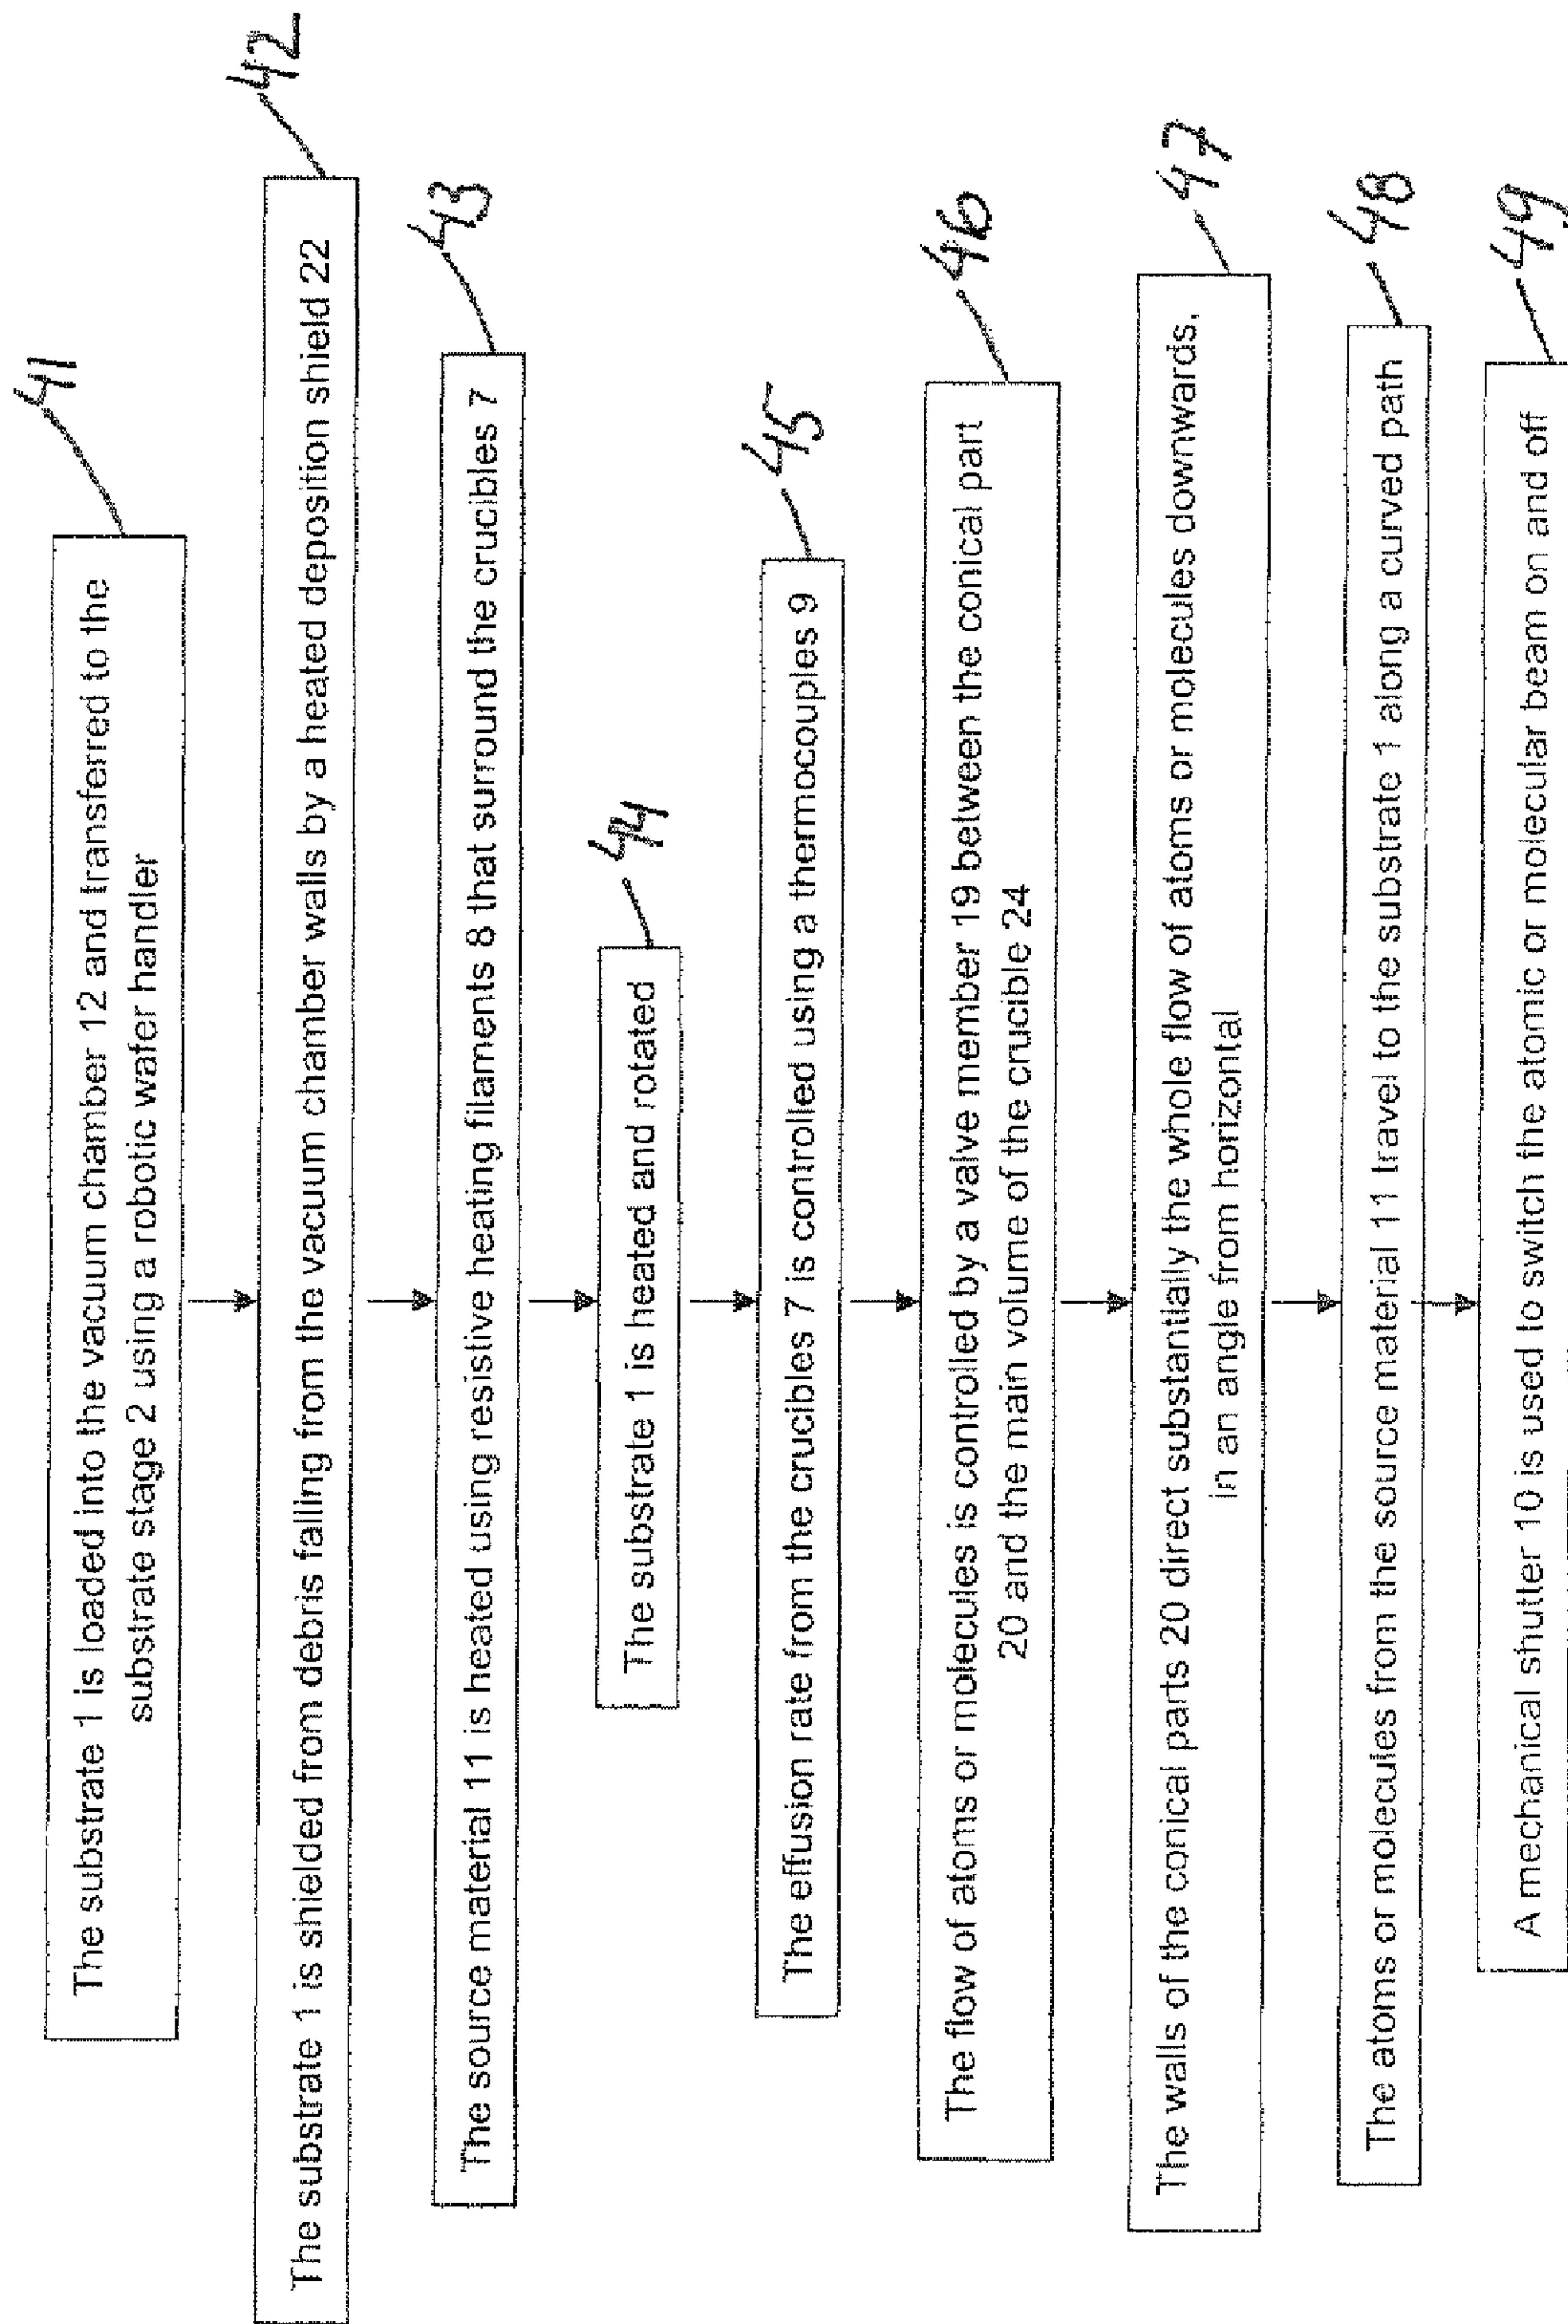 41
The substrate 1 is loaded into the vacuum chamber 12 and transferred to the
substrate stage 2 using a robotic wafer handler
42
The substrate 1 is shielded from debris falling from the vacuum chamber walls by a heated deposition shield 22
43
The source material 11 is heated using resistive heating filaments 8 that surround the crucibles 7
44
The substrate 1 is heated and rotated
45
The effusion rate from the crucibles 7 is controlled using a thermocouples 9
46
The flow of atoms or molecules is controlled by a valve member 19 between the conical part
20 and the main volume of the crucible 24
47
The walls of the conical parts 20 direct substantially the whole flow of atoms or molecules downwards,
in an angle from horizontal
48
The atoms or molecules from the source material 11 travel to the substrate 1 along a curved path
49
A mechanical shutter 10 is used to switch the atomic or molecular beam on and off